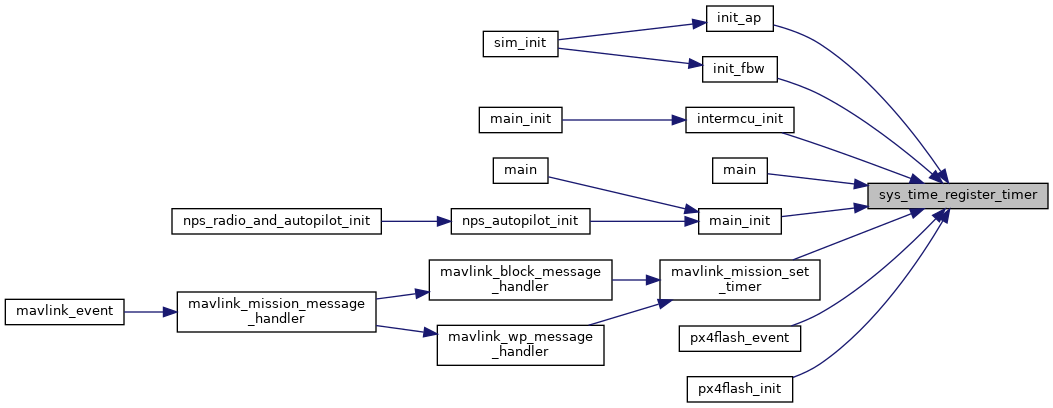 init_ap
sim_init
init_fbw
main_init
intermcu_init
main
main
sys_time_register_timer
nps_radio_and_autopilot_init
nps_autopilot_init
main_init
mavlink_block_message
_handler
mavlink_mission_set
_timer
mavlink_event
mavlink_mission_message
_handler
mavlink_wp_message
_handler
px4flash_event
px4flash_init